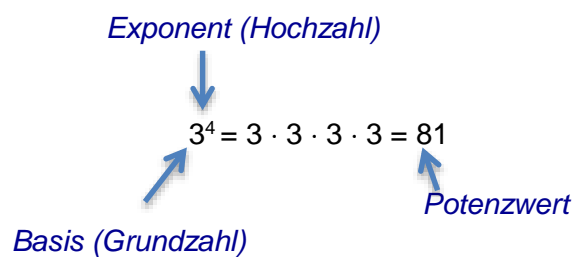 Exponent (Hochzahl)
3⁴ = 3 · 3 · 3 · 3 = 81
Potenzwert
Basis (Grundzahl)